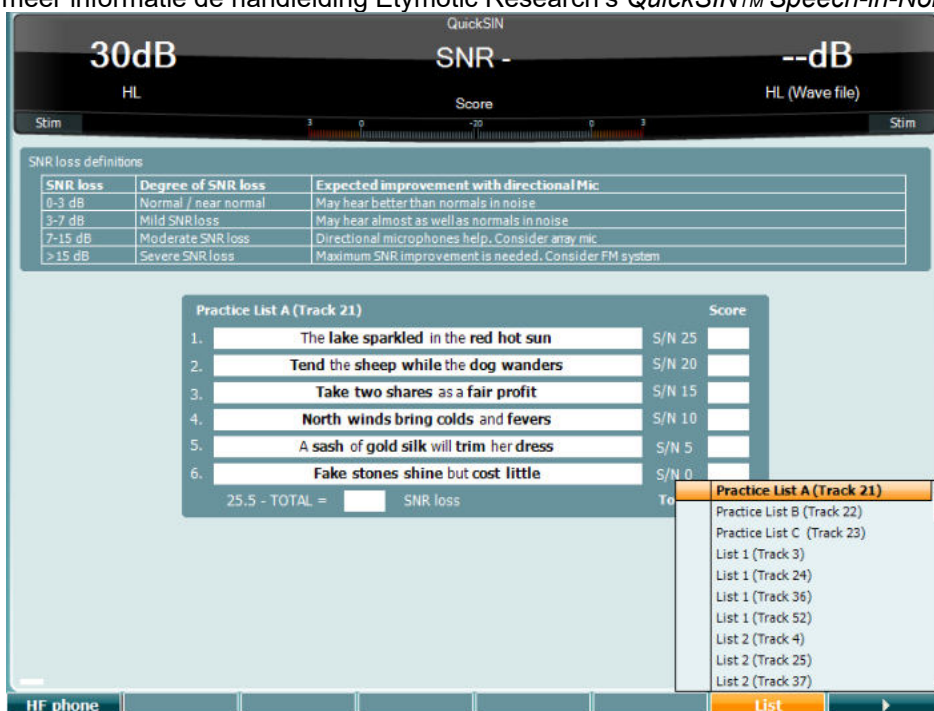 meer informatie de handleiding Etymotic Research's QuickSINTM Speech-in-Noi
QuickSIN
30dB SNR - --dB
HL Score HL (Wave file)
Stim 3 0 -20 0 3 Stim
SNR loss definitions
SNR loss Degree of SNR loss Expected improvement with directional Mic
0-3 dB Normal / near normal May hear better than normals in noise
3-7 dB Mild SNR loss May hear almost as well as normals in noise
7-15 dB Moderate SNR loss Directional microphones help. Consider array mic
>15 dB Severe SNR loss Maximum SNR improvement is needed. Consider FM system
Practice List A (Track 21) Score
1. The lake sparkled in the red hot sun S/N 25
2. Tend the sheep while the dog wanders S/N 20
3. Take two shares as a fair profit S/N 15
4. North winds bring colds and fevers S/N 10
5. A sash of gold silk will trim her dress S/N 5
6. Fake stones shine but cost little S/N 0
25.5 - TOTAL = SNR loss To
Practice List A (Track 21)
Practice List B (Track 22)
Practice List C (Track 23)
List 1 (Track 3)
List 1 (Track 24)
List 1 (Track 36)
List 1 (Track 52)
List 2 (Track 4)
List 2 (Track 25)
List 2 (Track 37)
HF phone List